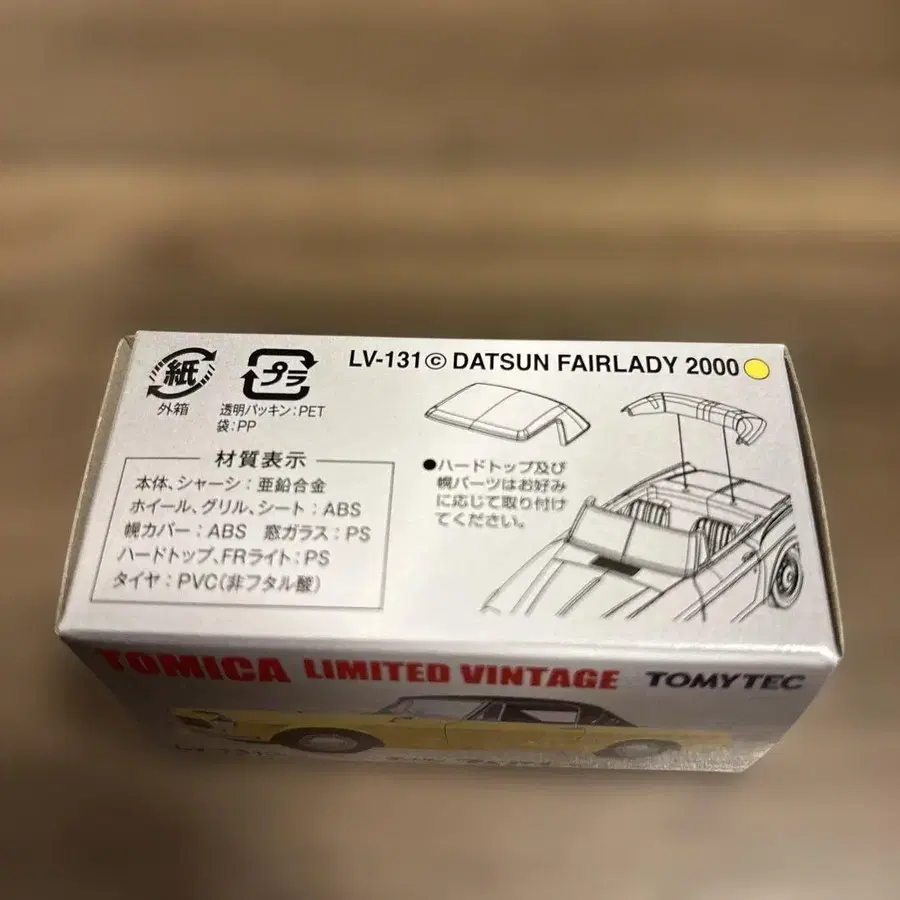 LV-131ⓒ DATSUN FAIRLADY 2000
紙
外箱
プラ
透明パッキン：PET
袋：PP
材質表示
本体、シャーシ：亜鉛合金
ホイール、グリル、シート：ABS
幌カバー：ABS 窓ガラス：PS
ハードトップ、FRライト：PS
タイヤ：PVC（非フタル酸）
●ハードトップ及び
幌パーツはお好み
に応じて取り付け
てください。
TOMICA LIMITED VINTAGE TOMYTEC
LV-131